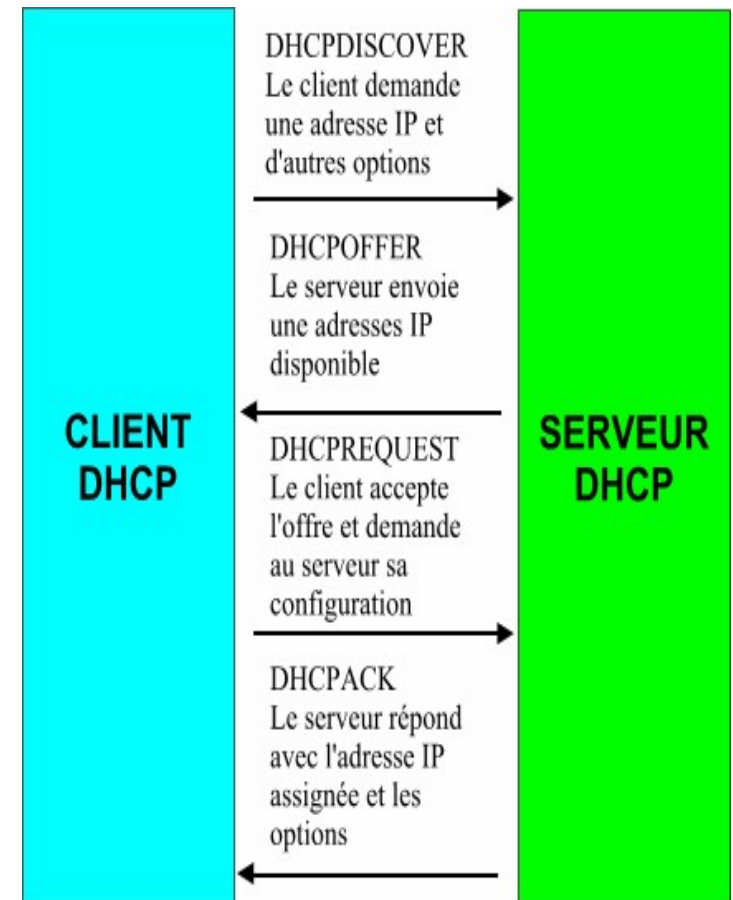 DHCPDISCOVER
Le client demande
une adresse IP et
d'autres options
DHCPOFFER
Le serveur envoie
une adresses IP
disponible
CLIENT
DHCP
SERVEUR
DHCP
DHCPREQUEST
Le client accepte
l'offre et demande
au serveur sa
configuration
DHCPACK
Le serveur répond
avec l'adresse IP
assignée et les
options